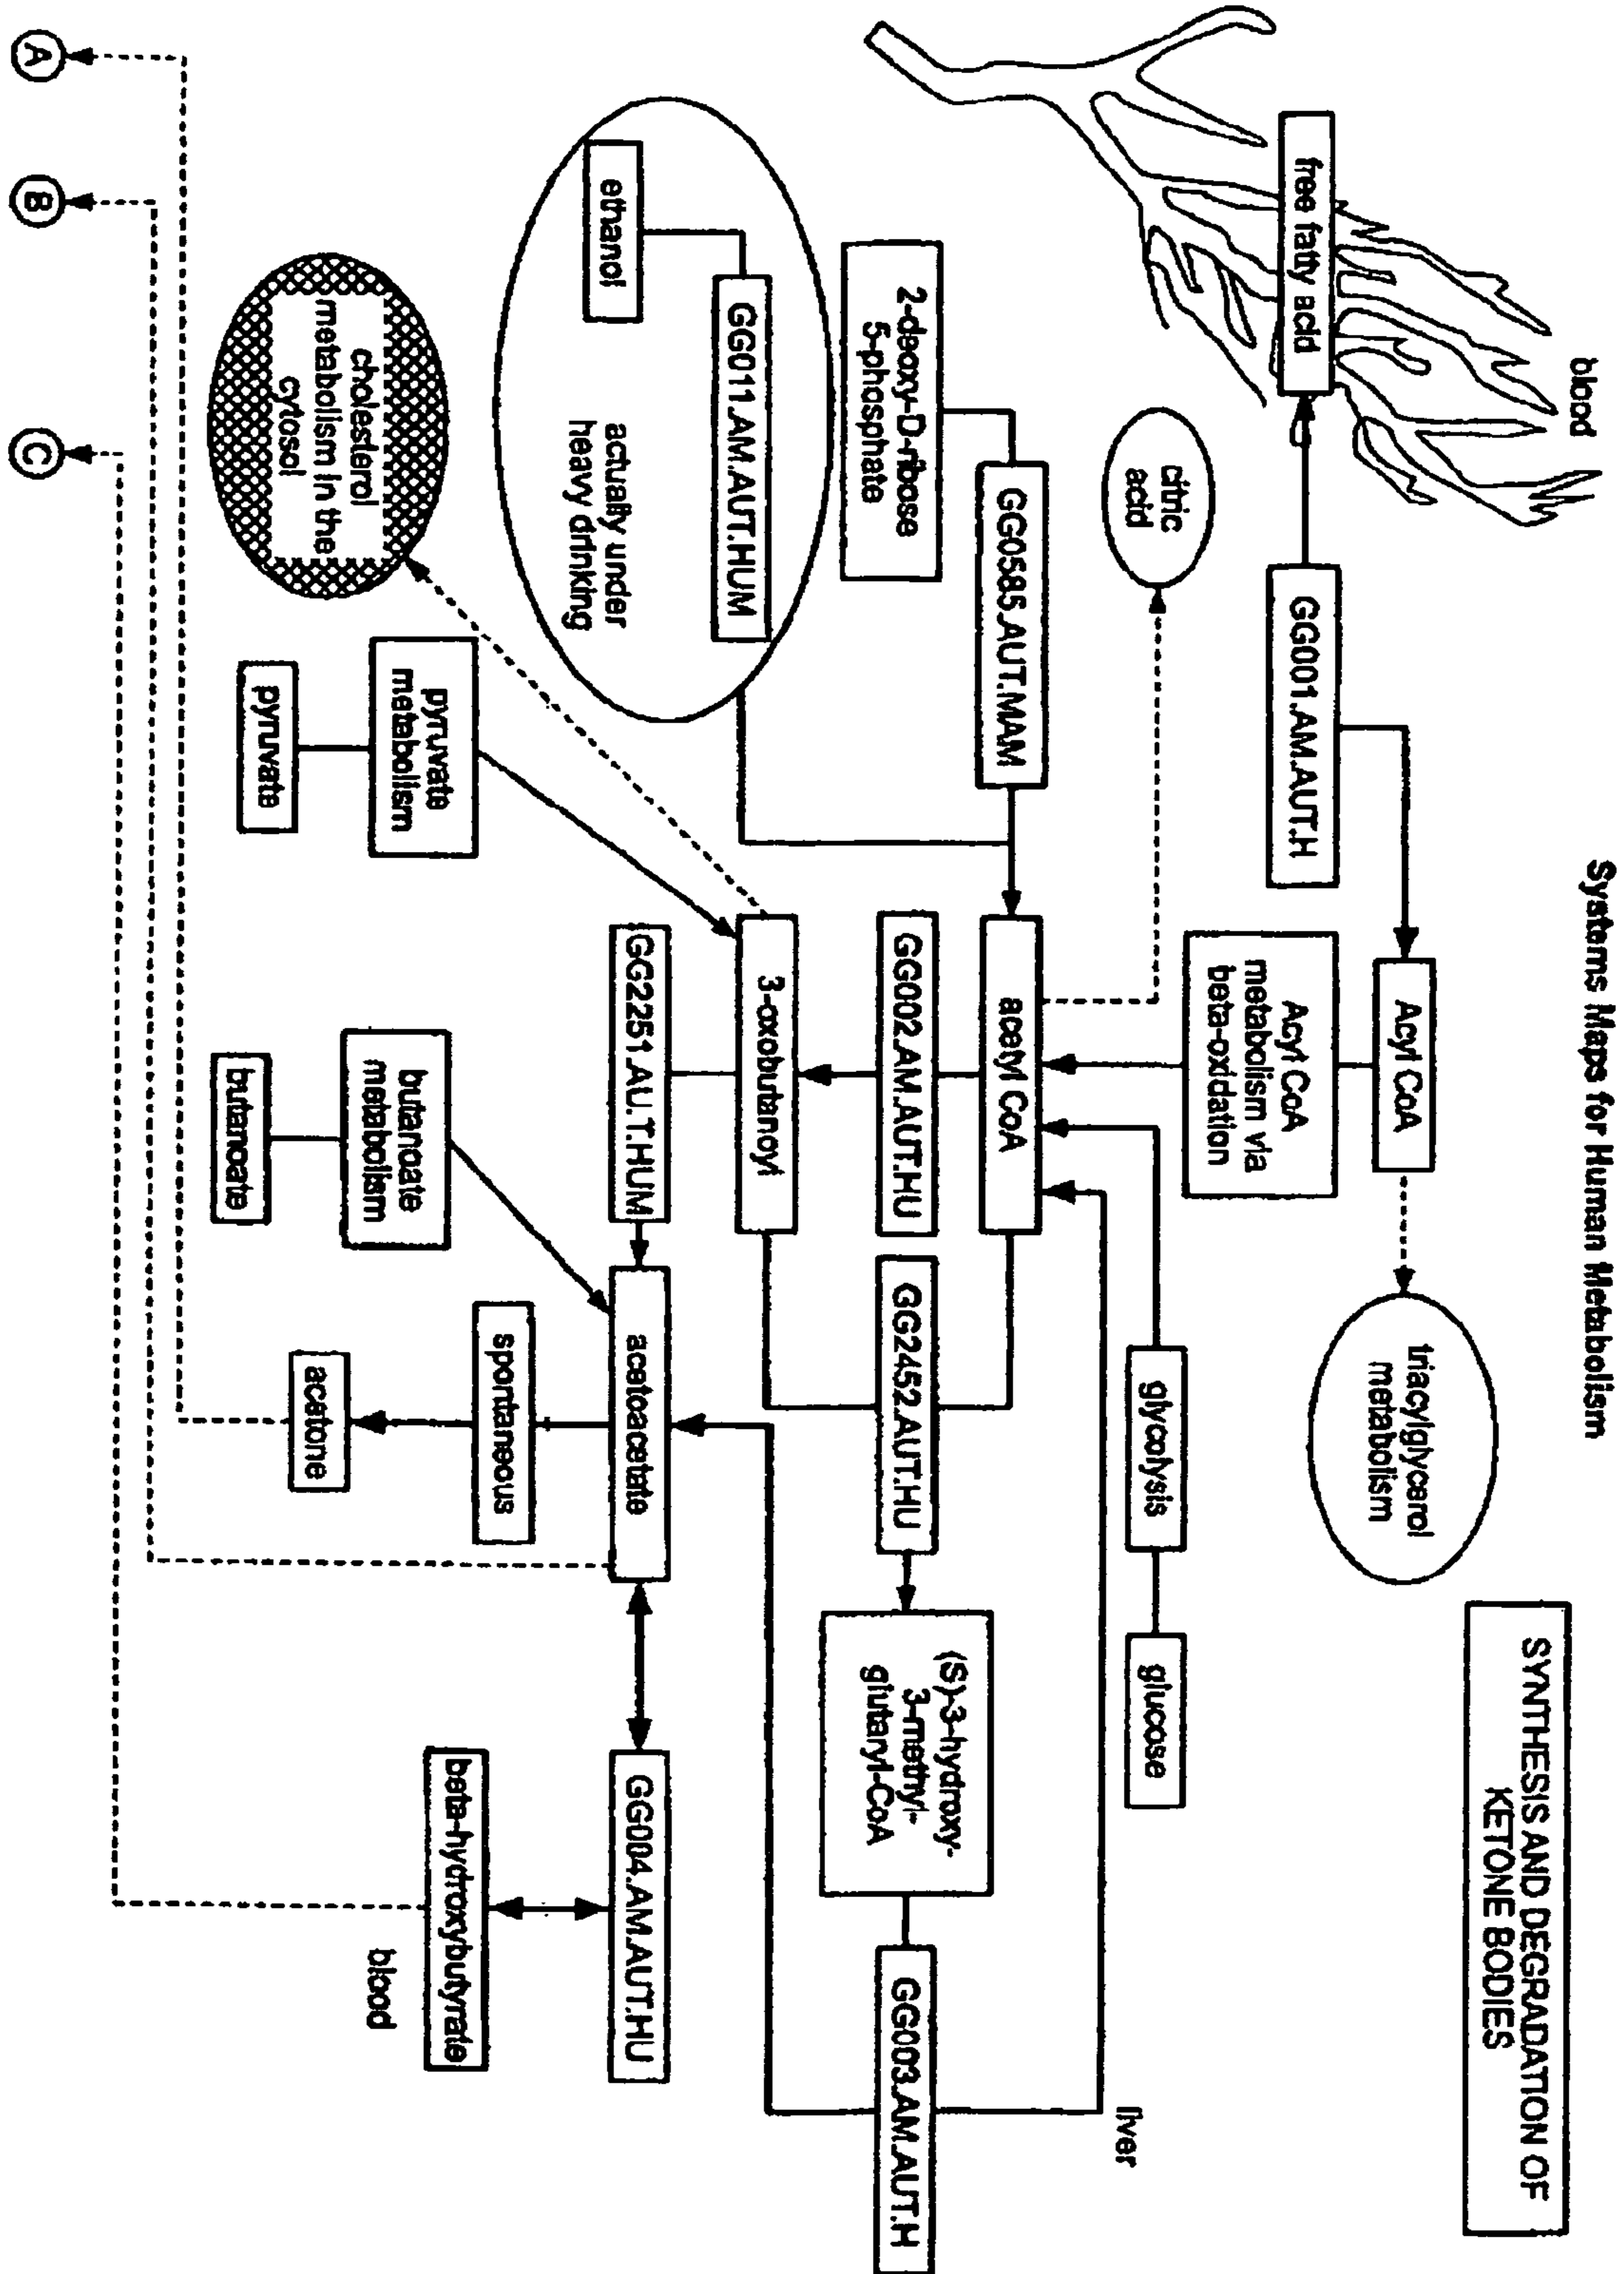 Systems Maps for Human Metabolism
SYNTHESIS AND DEGRADATION OF
KETONE BODIES
blood
free fatty acid
GG001.AM.AUT.H
Acyl CoA
triacylglycerol
metabolism
Acyl CoA
metabolism via
beta-oxidation
citric
acid
glycolysis
glucose
liver
2-deoxy-D-ribose
5-phosphate
GG0585.AUT.MAM
acetyl CoA
GG002.AM.AUT.HU
GG2452.AUT.HU
(S)-3-hydroxy-
3-methyl-
glutaryl-CoA
GG003.AM.AUT.H
ethanol
GG011.AM.AUT.HUM
actually under
heavy drinking
3-oxobutanoyl
GG2251.AU.T.HUM
acetoacetate
GG004.AM.AUT.HU
cholesterol
metabolism in the
cytosol
pyruvate
metabolism
pyruvate
butanoate
metabolism
butanoate
spontaneous
acatone
beta-hydroxybutyrate
blood
A
B
C